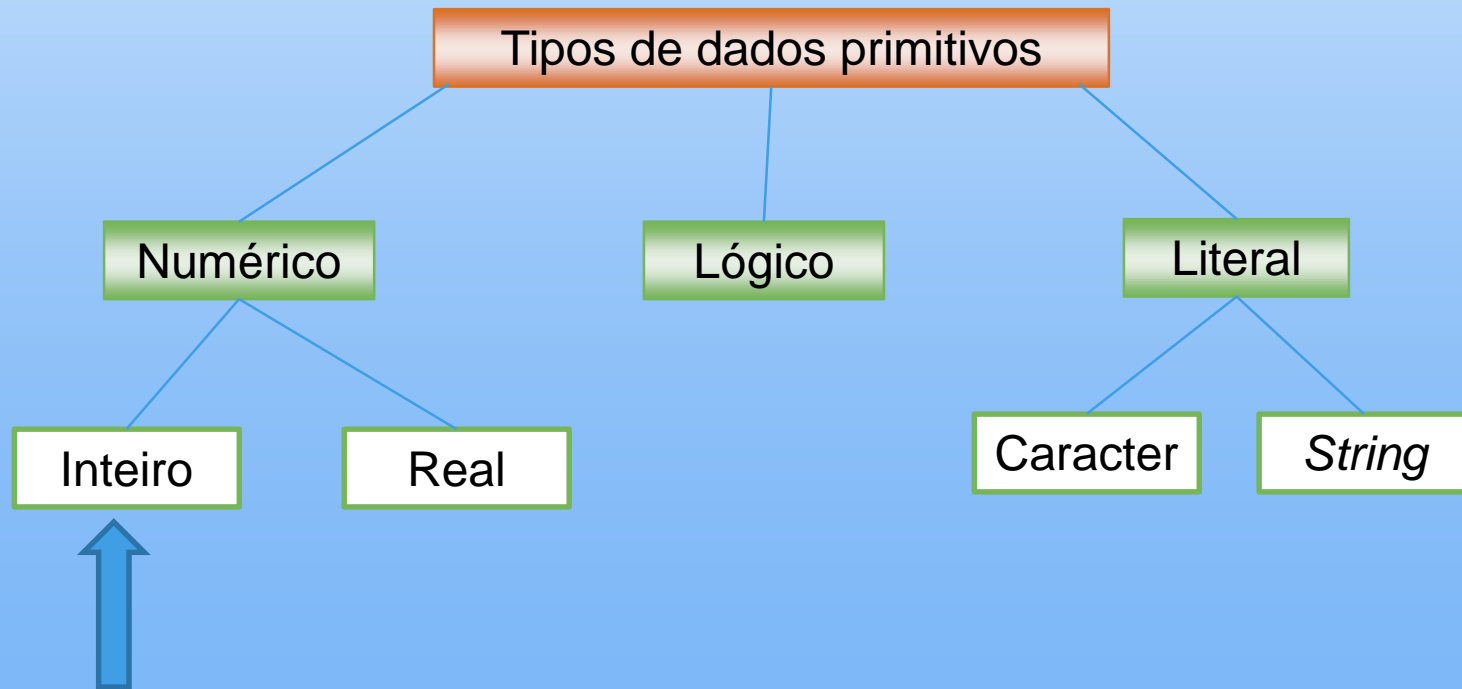 Tipos de dados primitivos
Numérico
Lógico
Literal
Inteiro
Real
Caracter
String